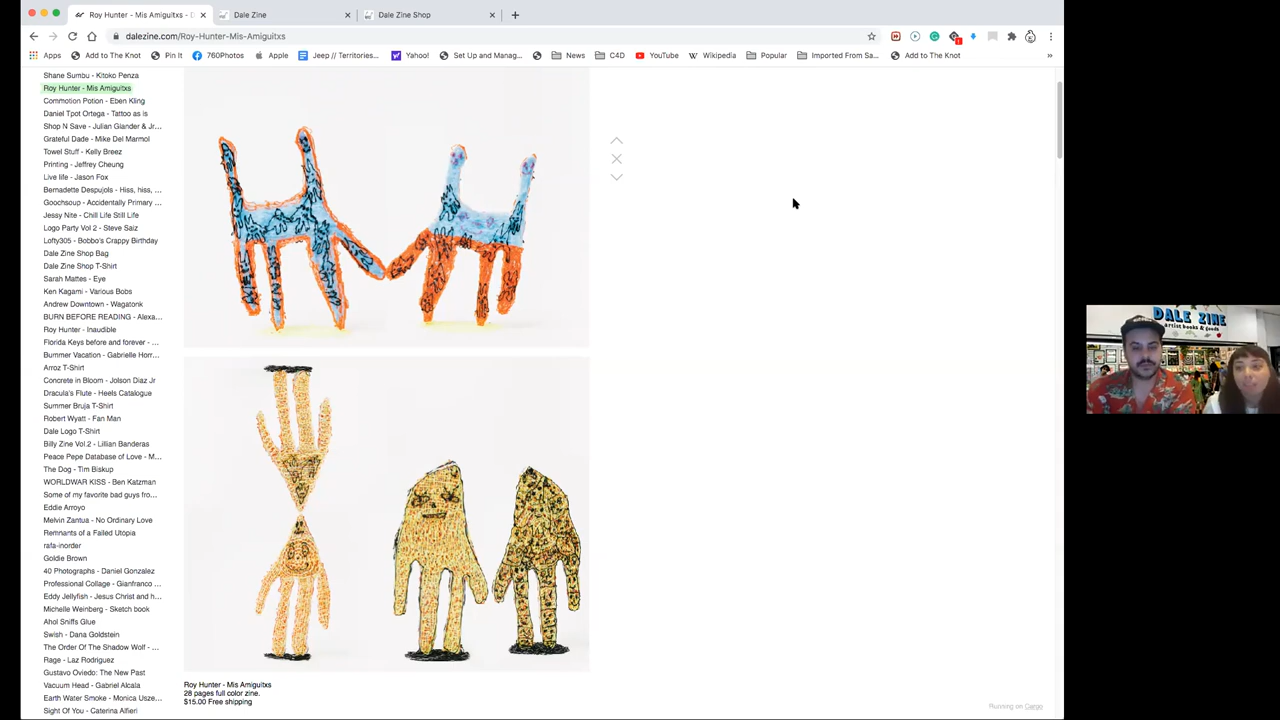 Roy Hunter - Mis Amiguitxs - D
Dale Zine
Dale Zine Shop
dalezine.com/Roy-Hunter-Mis-Amiguitxs
Apps
Add to The Knot
Pin It
760Photos
Apple
Jeep // Territories...
Yahoo!
Set Up and Manag...
News
C4D
YouTube
Wikipedia
Popular
Imported From Sa...
Add to The Knot
»
Shane Sumbu - Kitoko Penza
Roy Hunter - Mis Amiguitxs
Commotion Potion - Eben Kling
Daniel Tpot Ortega - Tattoo as is
Shop N Save - Julian Glander & Jr...
Grateful Dade - Mike Del Marmol
Towel Stuff - Kelly Breez
Printing - Jeffrey Cheung
Live life - Jason Fox
Bernadette Despujols - Hiss, hiss, ...
Goochsoup - Accidentally Primary ...
Jessy Nite - Chill Life Still Life
Logo Party Vol 2 - Steve Saiz
Lofty305 - Bobbo's Crappy Birthday
Dale Zine Shop Bag
Dale Zine Shop T-Shirt
Sarah Mattes - Eye
Ken Kagami - Various Bobs
Andrew Downtown - Wagatonk
BURN BEFORE READING - Alexa...
Roy Hunter - Inaudible
Florida Keys before and forever - ...
Bummer Vacation - Gabrielle Horr...
Arroz T-Shirt
Concrete in Bloom - Jolson Diaz Jr
Dracula's Flute - Heels Catalogue
Summer Bruja T-Shirt
Robert Wyatt - Fan Man
Dale Logo T-Shirt
Billy Zine Vol.2 - Lillian Banderas
Peace Pepe Database of Love - M...
The Dog - Tim Biskup
WORLDWAR KISS - Ben Katzman
Some of my favorite bad guys fro...
Eddie Arroyo
Melvin Zantua - No Ordinary Love
Remnants of a Failed Utopia
rafa-inorder
Goldie Brown
40 Photographs - Daniel Gonzalez
Professional Collage - Gianfranco ...
Eddy Jellyfish - Jesus Christ and h...
Michelle Weinberg - Sketch book
Ahol Sniffs Glue
Swish - Dana Goldstein
The Order Of The Shadow Wolf - ...
Rage - Laz Rodriguez
Gustavo Oviedo: The New Past
Vacuum Head - Gabriel Alcala
Earth Water Smoke - Monica Usze...
Sight Of You - Caterina Alfieri
Roy Hunter - Mis Amiguitxs
28 pages full color zine.
$15.00 Free shipping
Running on Cargo
DALE ZINE
artist books & goods